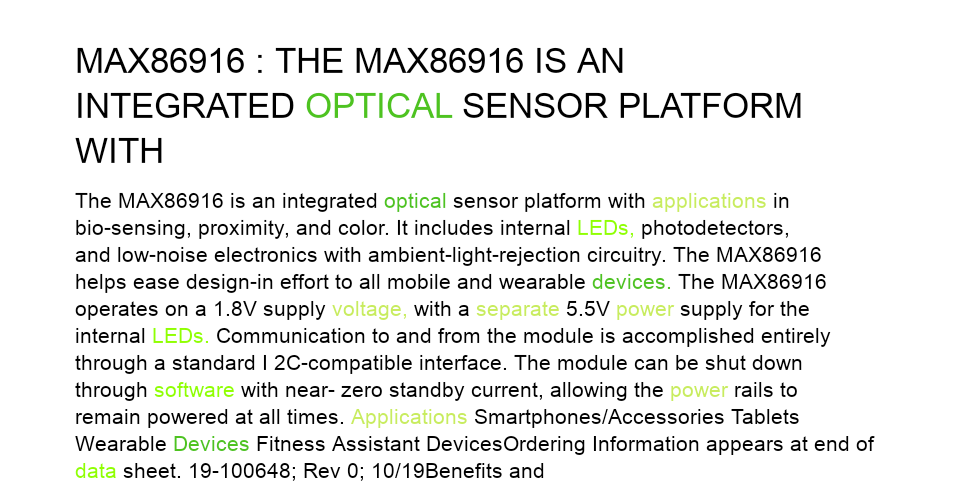 MAX86916 : THE MAX86916 IS AN
INTEGRATED OPTICAL SENSOR PLATFORM
WITH
The MAX86916 is an integrated optical sensor platform with applications in
bio-sensing, proximity, and color. It includes internal LEDs, photodetectors,
and low-noise electronics with ambient-light-rejection circuitry. The MAX86916
helps ease design-in effort to all mobile and wearable devices. The MAX86916
operates on a 1.8V supply voltage, with a separate 5.5V power supply for the
internal LEDs. Communication to and from the module is accomplished entirely
through a standard I 2C-compatible interface. The module can be shut down
through software with near- zero standby current, allowing the power rails to
remain powered at all times. Applications Smartphones/Accessories Tablets
Wearable Devices Fitness Assistant DevicesOrdering Information appears at end of
data sheet. 19-100648; Rev 0; 10/19Benefits and